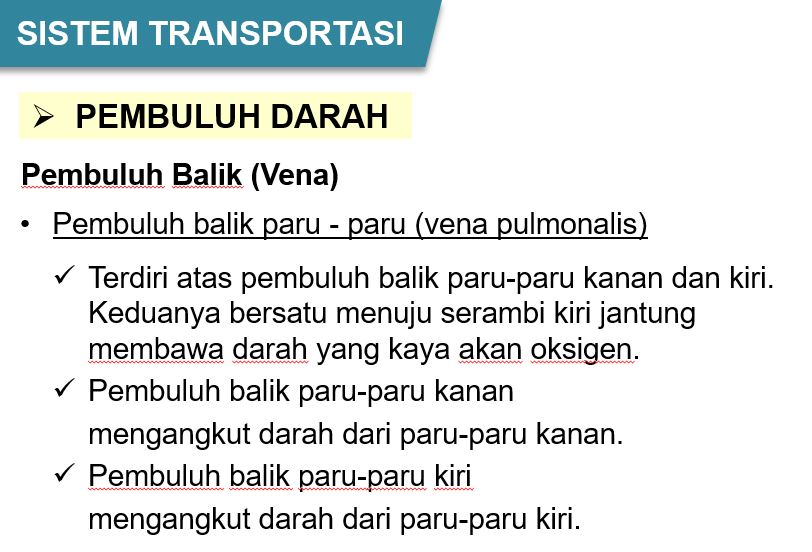 SISTEM TRANSPORTASI
➢ PEMBULUH DARAH
Pembuluh Balik (Vena)
• Pembuluh balik paru - paru (vena pulmonalis)
✓ Terdiri atas pembuluh balik paru-paru kanan dan kiri.
Keduanya bersatu menuju serambi kiri jantung
membawa darah yang kaya akan oksigen.
✓ Pembuluh balik paru-paru kanan
mengangkut darah dari paru-paru kanan.
✓ Pembuluh balik paru-paru kiri
mengangkut darah dari paru-paru kiri.